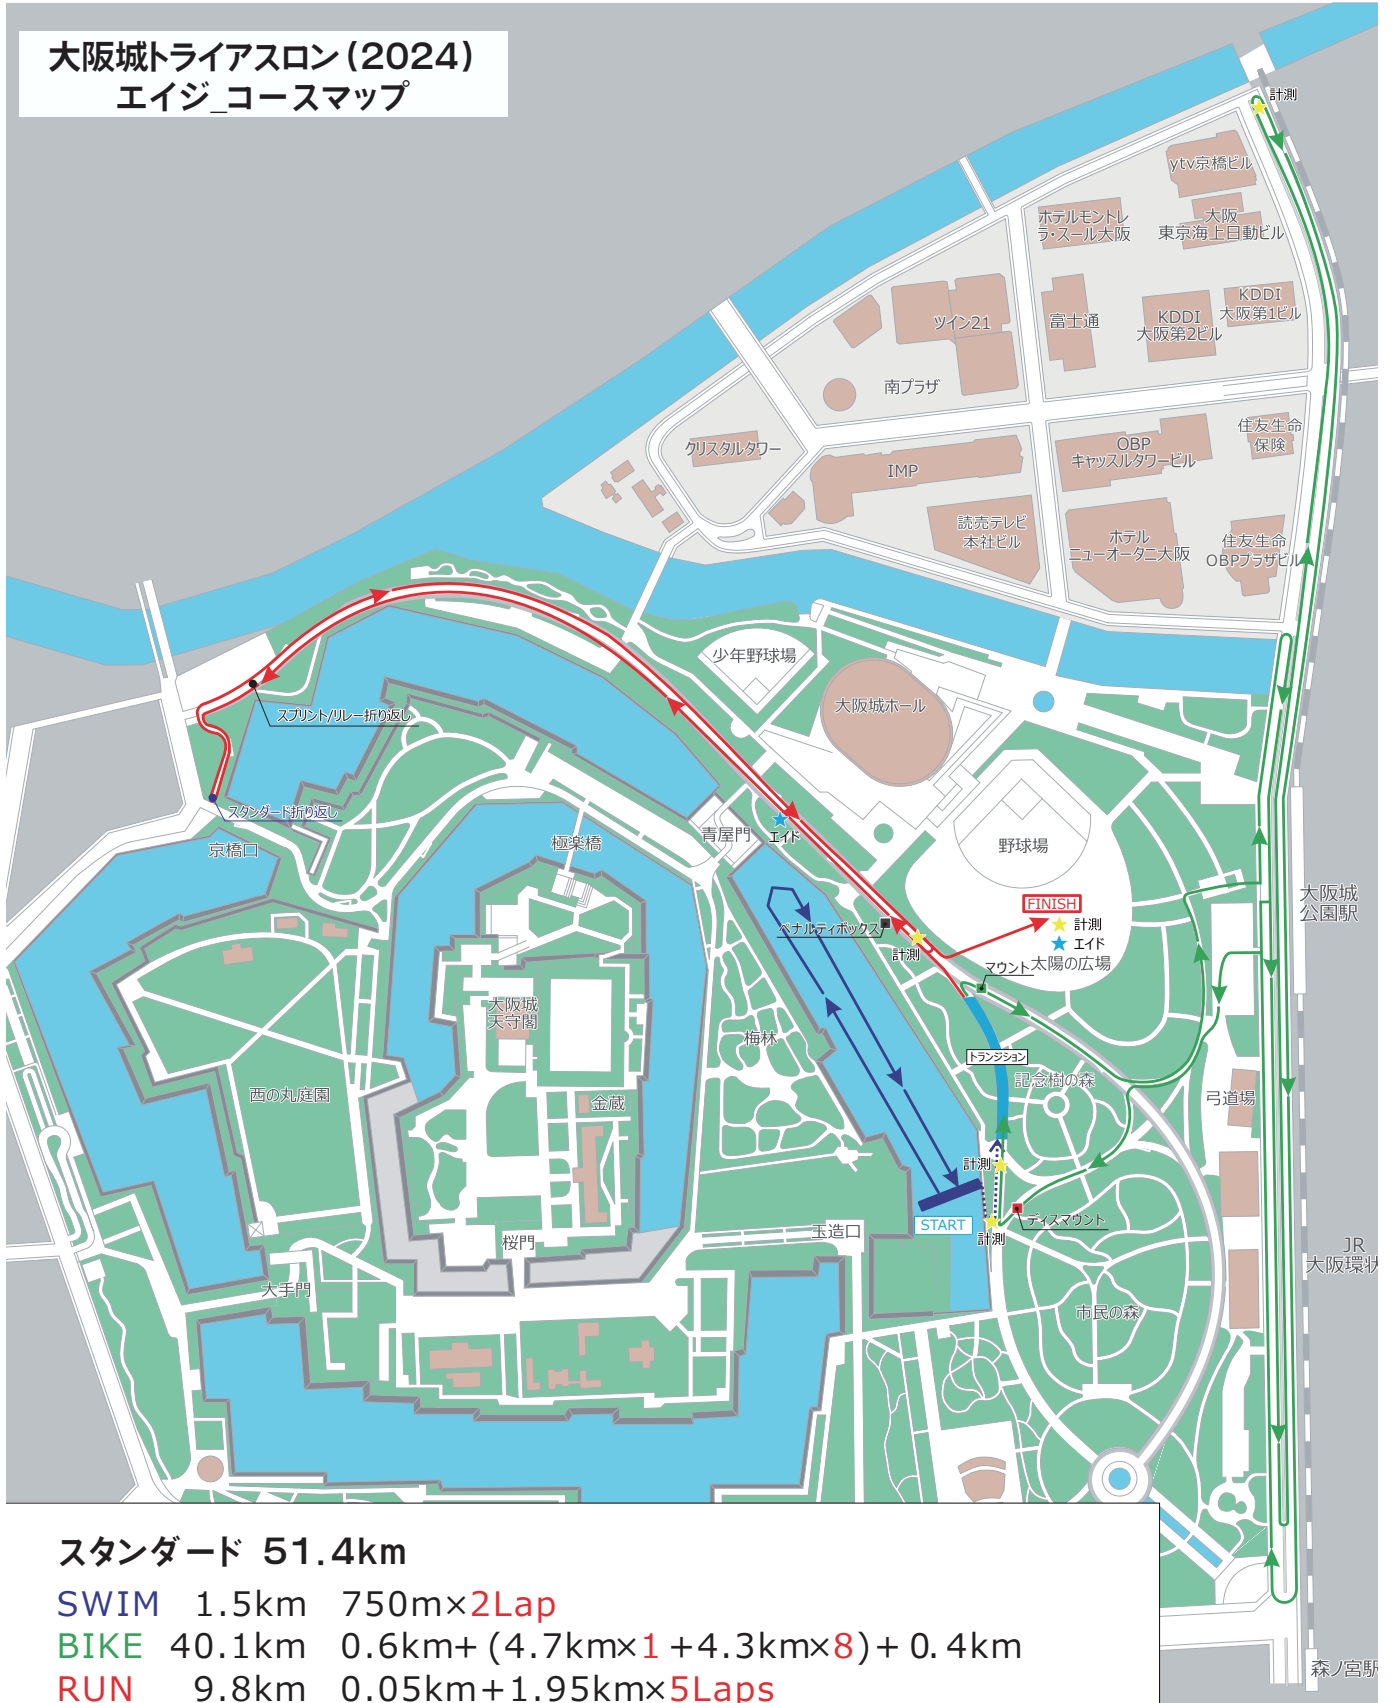 大阪城トライアスロン(2024)
エイジ_コースマップ
計測
ytv京橋ビル
ホテルモントレ
ラ・スール大阪
大阪
東京海上日動ビル
KDDI
大阪第1ビル
KDDI
大阪第2ビル
富士通
ツイン21
南プラザ
クリスタルタワー
IMP
OBP
キャッスルタワービル
住友生命
保険
読売テレビ
本社ビル
ホテル
ニューオータニ大阪
住友生命
OBPプラザビル
少年野球場
大阪城ホール
スプリント/リレー折り返し
スタンダード折り返し
京橋口
極楽橋
青屋門
エイド
野球場
大阪城
公園駅
FINISH
計測
エイド
太陽の広場
ペナルティボックス
計測
マウント
大阪城
天守閣
梅林
トランジション
記念樹の森
西の丸庭園
金蔵
弓道場
計測
START
ディスマウント
計測
桜門
玉造口
JR
大阪環状
大手門
市民の森
スタンダード 51.4km
SWIM 1.5km 750m×2Lap
BIKE 40.1km 0.6km+(4.7km×1+4.3km×8)+0.4km
RUN 9.8km 0.05km+1.95km×5Laps
森ノ宮駅